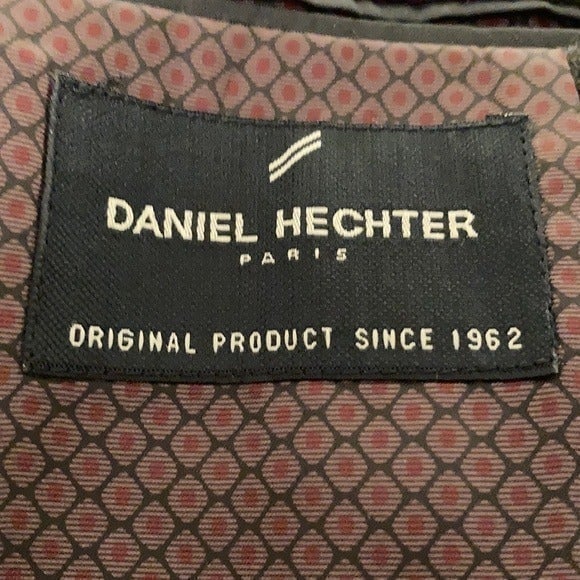 DANIEL HECHTER
PARIS
ORIGINAL PRODUCT SINCE 1962